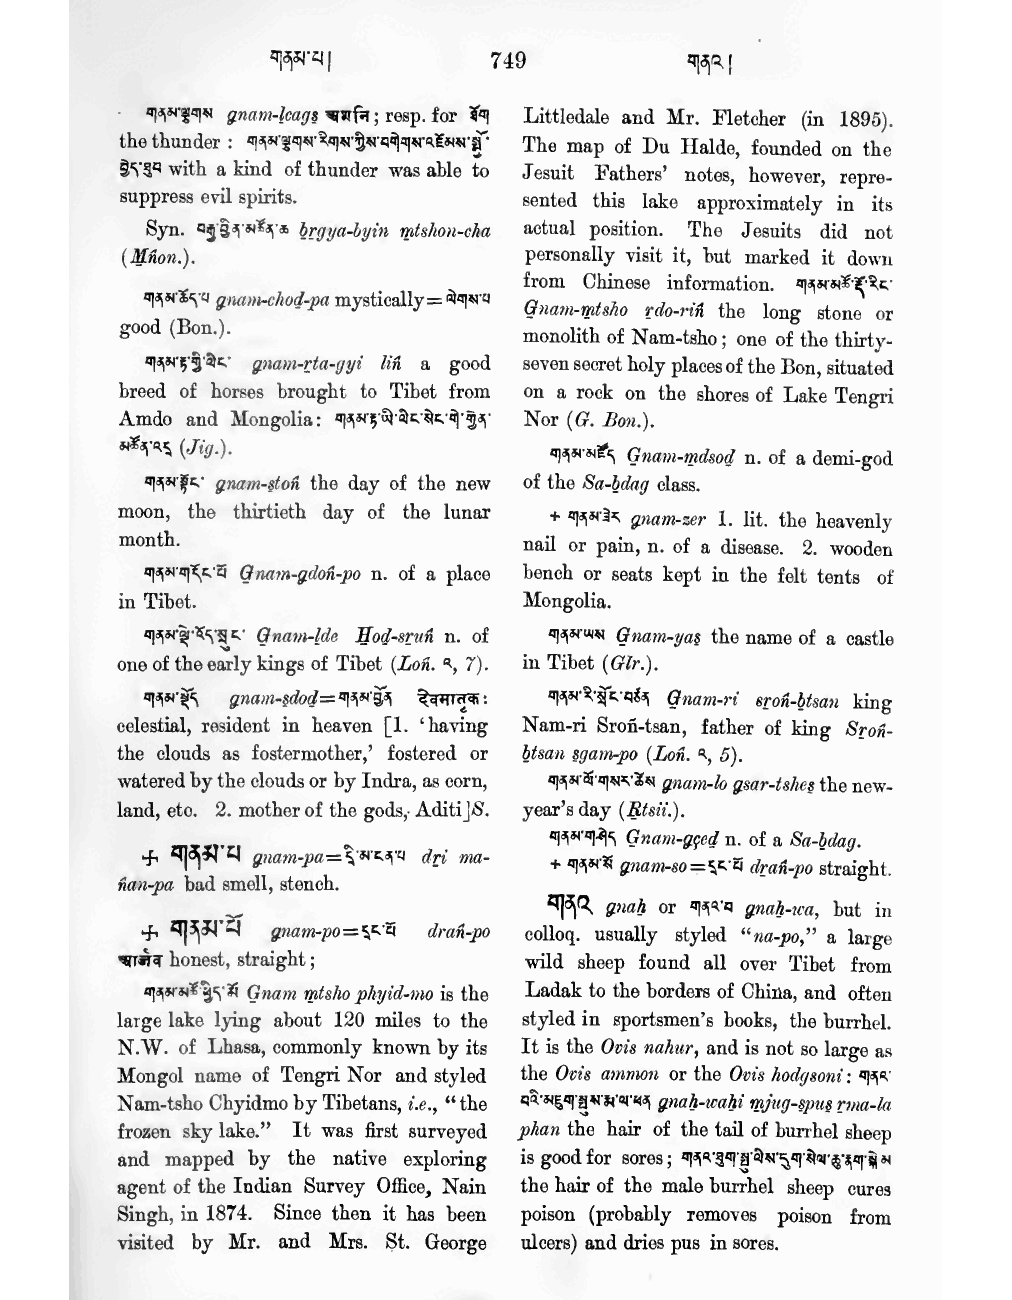 གནམ་པ།
749
གནའ།
གནམ་ལྕགས gnam-lcags अशनि; resp. for ཐོག
the thunder : གནམ་ལྕགས་རིགས་ཀྱིས་བགེགས་འཇོམས་སྤྱོ་
བྱེད་ཐུབ with a kind of thunder was able to
suppress evil spirits.
Syn. བརྒྱ་བྱིན་མཚོན་ཆ brgya-byin mtshon-cha
(Mṅon.).
གནམ་ཆོད་པ gnam-chod-pa mystically=ལེགས་པ
good (Bon.).
གནམ་རྟ་གྱི་ལིང་ gnam-rta-gyi liṅ a good
breed of horses brought to Tibet from
Amdo and Mongolia: གནམ་རྟ་ཡི་ལིང་སེང་གེ་གྱེན་
མཚོན་འདྲ (Jig.).
གནམ་སྟོང་ gnam-stoṅ the day of the new
moon, the thirtieth day of the lunar
month.
གནམ་གདོང་པོ Gnam-gdoṅ-po n. of a place
in Tibet.
གནམ་ལྡེ་འོད་སྲུང་ Gnam-lde Ḥod-sruṅ n. of
one of the early kings of Tibet (Loṅ. ༢, 7).
གནམ་སྡོད gnam-sdod=གནམ་སྤྱོན देवमातृक:
celestial, resident in heaven [1. ‘having
the clouds as fostermother,’ fostered or
watered by the clouds or by Indra, as corn,
land, etc. 2. mother of the gods, Aditi]S.
+ གནམ་པ gnam-pa=དྲི་མ་ངན་པ dri ma-
ṅan-pa bad smell, stench.
+ གནམ་པོ gnam-po=དྲང་པོ draṅ-po
आर्जव honest, straight;
གནམ་མཚོ་ཕྱིད་མོ Gnam mtsho phyid-mo is the
large lake lying about 120 miles to the
N.W. of Lhasa, commonly known by its
Mongol name of Tengri Nor and styled
Nam-tsho Chyidmo by Tibetans, i.e., “the
frozen sky lake.” It was first surveyed
and mapped by the native exploring
agent of the Indian Survey Office, Nain
Singh, in 1874. Since then it has been
visited by Mr. and Mrs. St. George
Littledale and Mr. Fletcher (in 1895).
The map of Du Halde, founded on the
Jesuit Fathers’ notes, however, repre-
sented this lake approximately in its
actual position. The Jesuits did not
personally visit it, but marked it down
from Chinese information. གནམ་མཚོ་རྡོ་རིང་
Gnam-mtsho rdo-riṅ the long stone or
monolith of Nam-tsho; one of the thirty-
seven secret holy places of the Bon, situated
on a rock on the shores of Lake Tengri
Nor (G. Bon.).
གནམ་མཛོད Gnam-mdsod n. of a demi-god
of the Sa-bdag class.
+ གནམ་ཟེར gnam-zer 1. lit. the heavenly
nail or pain, n. of a disease. 2. wooden
bench or seats kept in the felt tents of
Mongolia.
གནམ་ཡས Gnam-yas the name of a castle
in Tibet (Glr.).
གནམ་རི་སྲོང་བཙན Gnam-ri sroṅ-btsan king
Nam-ri Sroṅ-tsan, father of king Sroṅ-
btsan sgam-po (Loṅ. ༢, 5).
གནམ་ལོ་གསར་ཚེས gnam-lo gsar-tshes the new-
year’s day (Rtsii.).
གནམ་གཤེད Gnam-gçed n. of a Sa-bdag.
+ གནམ་སོ gnam-so=དྲང་པོ draṅ-po straight.
གནའ gnaḥ or གནའ་བ gnaḥ-wa, but in
colloq. usually styled “na-po,” a large
wild sheep found all over Tibet from
Ladak to the borders of China, and often
styled in sportsmen’s books, the burrhel.
It is the Ovis nahur, and is not so large as
the Ovis ammon or the Ovis hodgsoni: གནའ་
བའི་མཇུག་སྤུས་རྨ་ལ་ཕན gnaḥ-waḥi mjug-spus rma-la
phan the hair of the tail of burrhel sheep
is good for sores; གནའ་ཐུག་སྤུ་ཡིས་དུག་སེལ་ཆུ་རྣག་སྐེམ
the hair of the male burrhel sheep cures
poison (probably removes poison from
ulcers) and dries pus in sores.